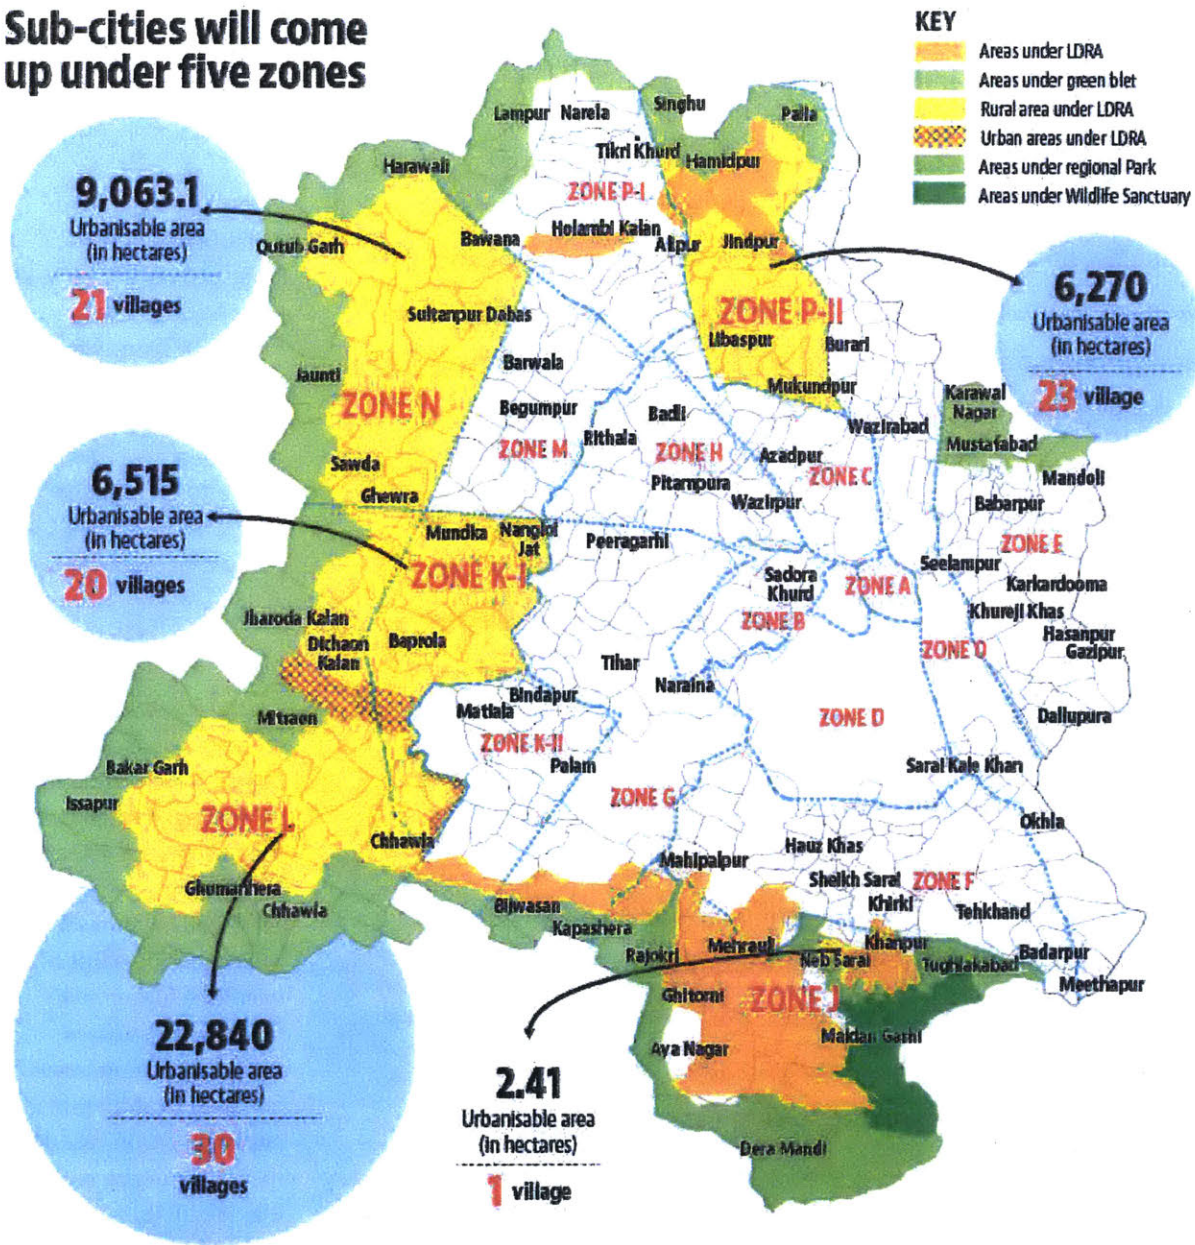 Sub-cities will come
up under five zones
KEY
Areas under LDRA
Areas under green blet
Rural area under LDRA
Urban areas under LDRA
Areas under regional Park
Areas under Wildlife Sanctuary
9,063.1
Urbanisable area
(in hectares)
21 villages
6,515
Urbanisable area
(in hectares)
20 villages
22,840
Urbanisable area
(in hectares)
30
villages
2.41
Urbanisable area
(in hectares)
1 village
6,270
Urbanisable area
(in hectares)
23 village
Lampur
Narela
Singhu
Palla
Tikri Khurd
Hamidpur
Harawali
ZONE P-I
Holambi Kalan
Bawana
Alipur
Jindpur
Qutub Garh
Sultanpur Dabas
ZONE P-II
Libaspur
Burari
Barwala
Jaunti
Mukundpur
ZONE N
Begumpur
Badli
Karawal
Nagar
Wazirabad
Rithala
ZONE M
ZONE H
Azadpur
Mustafabad
Sawda
ZONE C
Mandoli
Pitampura
Ghewra
Wazirpur
Babarpur
Mundka
Nangloi
Jat
Peeragarhi
ZONE E
Seelampur
ZONE K-I
Sadora
Khurd
ZONE A
Karkardooma
Khureji Khas
Jharoda Kalan
ZONE B
Hasanpur
Gazipur
Dichaon
Kalan
Baprola
ZONE O
Tihar
Naraina
Bindapur
Matiala
Mitraon
ZONE D
Dallupura
ZONE K-II
Palam
Sarai Kale Khan
Bakar Garh
Issapur
ZONE G
ZONE L
Okhla
Chhawla
Hauz Khas
Mahipalpur
Sheikh Sarai
ZONE F
Ghumanhera
Khirki
Chhawla
Bijwasan
Tehkhand
Kapashera
Mehrauli
Khanpur
Rajokri
Neb Sarai
Tughlakabad
Badarpur
Meethapur
Ghitorni
ZONE J
Maidan Garhi
Aya Nagar
Dera Mandi